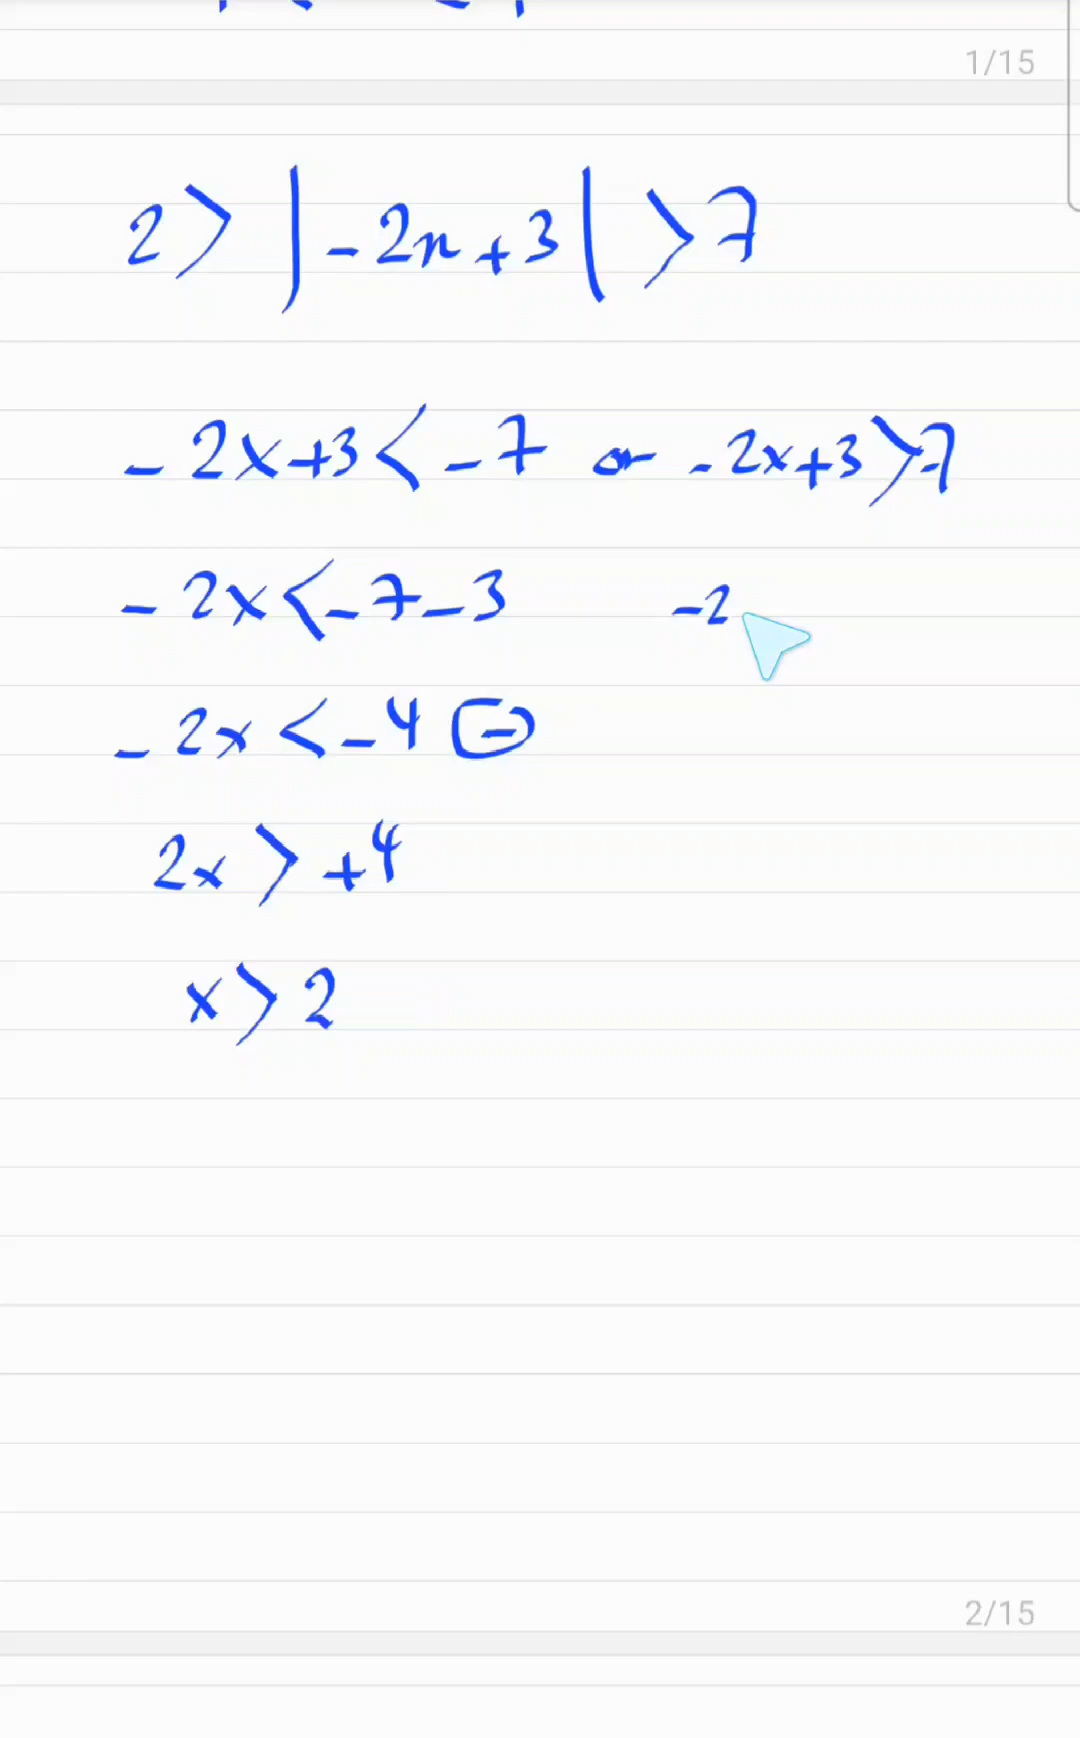 1/15
2> |-2x+3| >7
-2x+3<-7 or -2x+3>7
-2x<-7-3 -2
-2x<-4 (-)
2x>+4
x>2
2/15